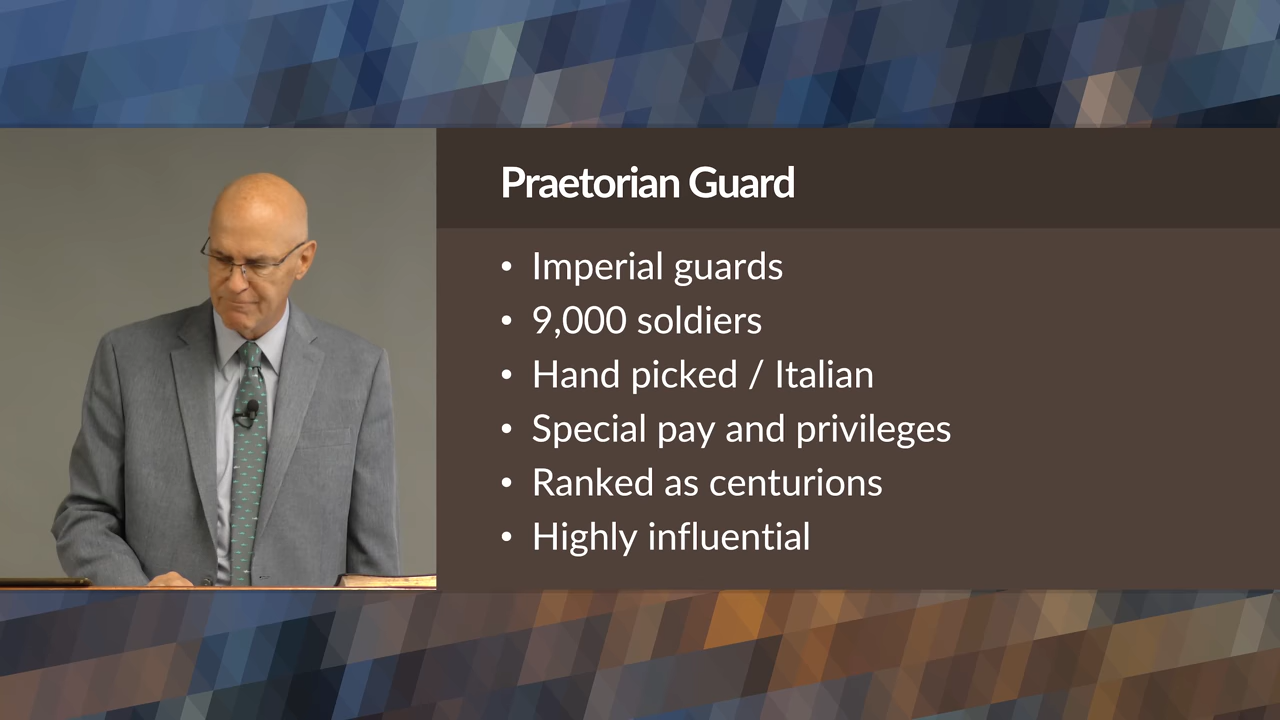 Praetorian Guard
• Imperial guards
• 9,000 soldiers
• Hand picked / Italian
• Special pay and privileges
• Ranked as centurions
• Highly influential